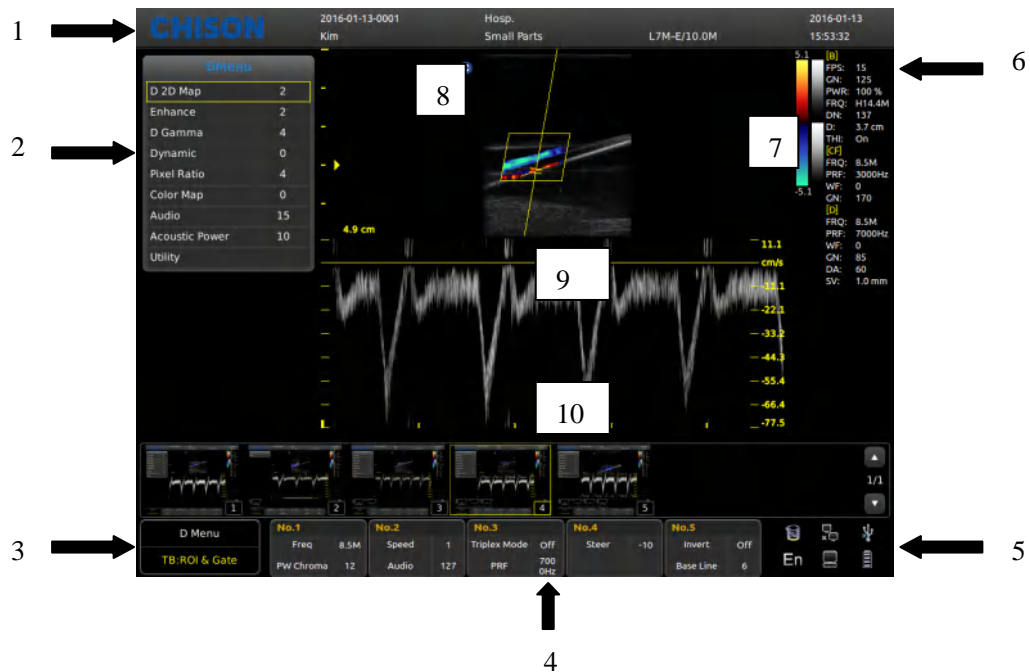 1
CHISON
2016-01-13-0001 Hosp. 2016-01-13
Kim Small Parts L7M-E/10.0M 15:53:32
2
Dmenu
D 2D Map 2
Enhance 2
D Gamma 4
Dynamic 0
Pixel Ratio 4
Color Map 0
Audio 15
Acoustic Power 10
Utility
8
4.9 cm
5.1
7
-5.1
6
[B]
FPS: 15
GN: 125
PWR: 100 %
FRQ: H14.4M
DN: 137
D: 3.7 cm
THI: On
[CF]
FRQ: 8.5M
PRF: 3000Hz
WF: 0
GN: 170
[D]
FRQ: 8.5M
PRF: 7000Hz
WF: 0
GN: 85
DA: 60
SV: 1.0 mm
9
11.1
cm/s
-11.1
-22.1
-33.2
-44.3
-55.4
-66.4
-77.5
10
1 2 3 4 5
1/1
3
D Menu
TB:ROI & Gate
No.1
Freq 8.5M
PW Chroma 12
No.2
Speed 1
Audio 127
No.3
Triplex Mode Off
PRF 700
0Hz
No.4
Steer -10
No.5
Invert Off
Base Line 6
En
5
4